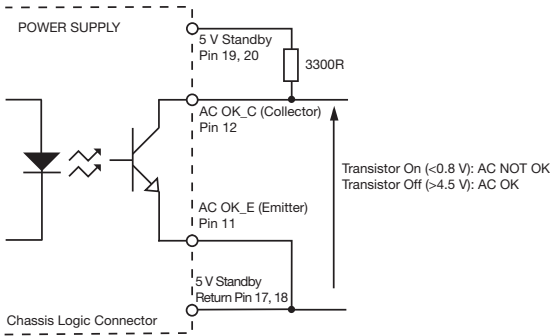 POWER SUPPLY
5 V Standby
Pin 19, 20
3300R
AC OK_C (Collector)
Pin 12
Transistor On (<0.8 V): AC NOT OK
Transistor Off (>4.5 V): AC OK
AC OK_E (Emitter)
Pin 11
5 V Standby
Return Pin 17, 18
Chassis Logic Connector